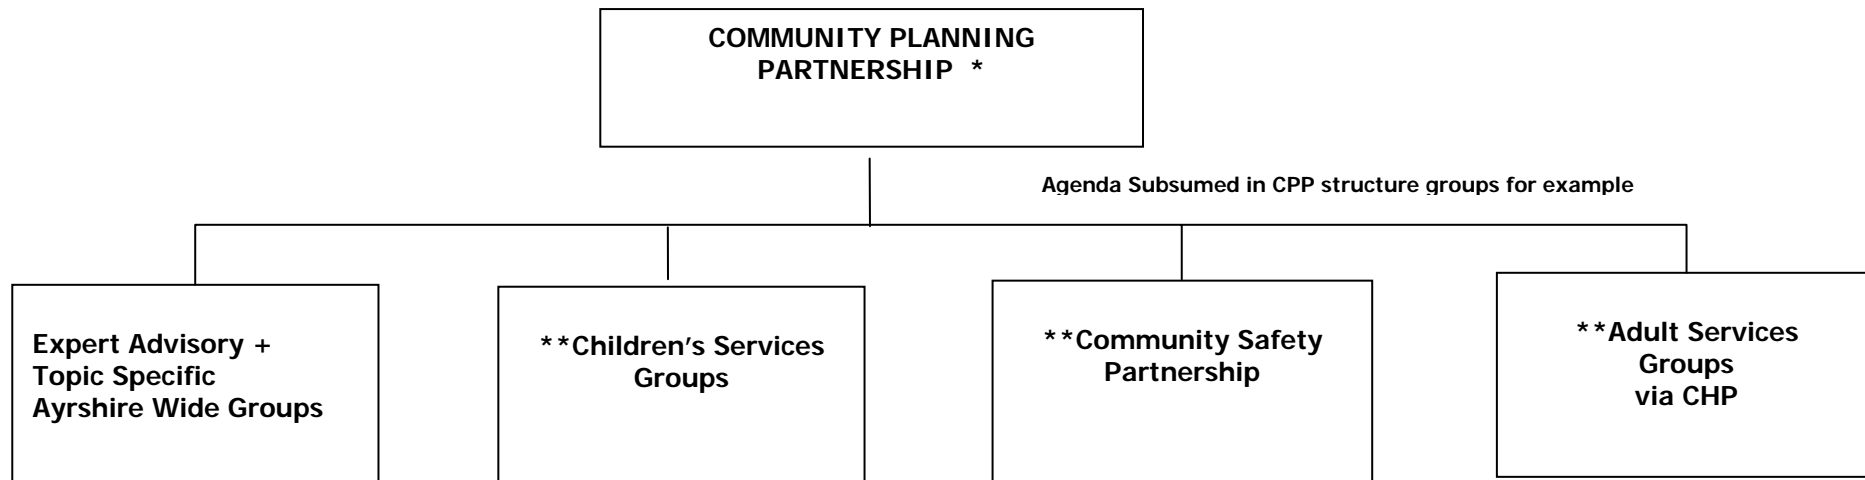 COMMUNITY PLANNING
PARTNERSHIP *
Agenda Subsumed in CPP structure groups for example
Expert Advisory +
Topic Specific
Ayrshire Wide Groups
**Children's Services
Groups
**Community Safety
Partnership
**Adult Services
Groups
via CHP